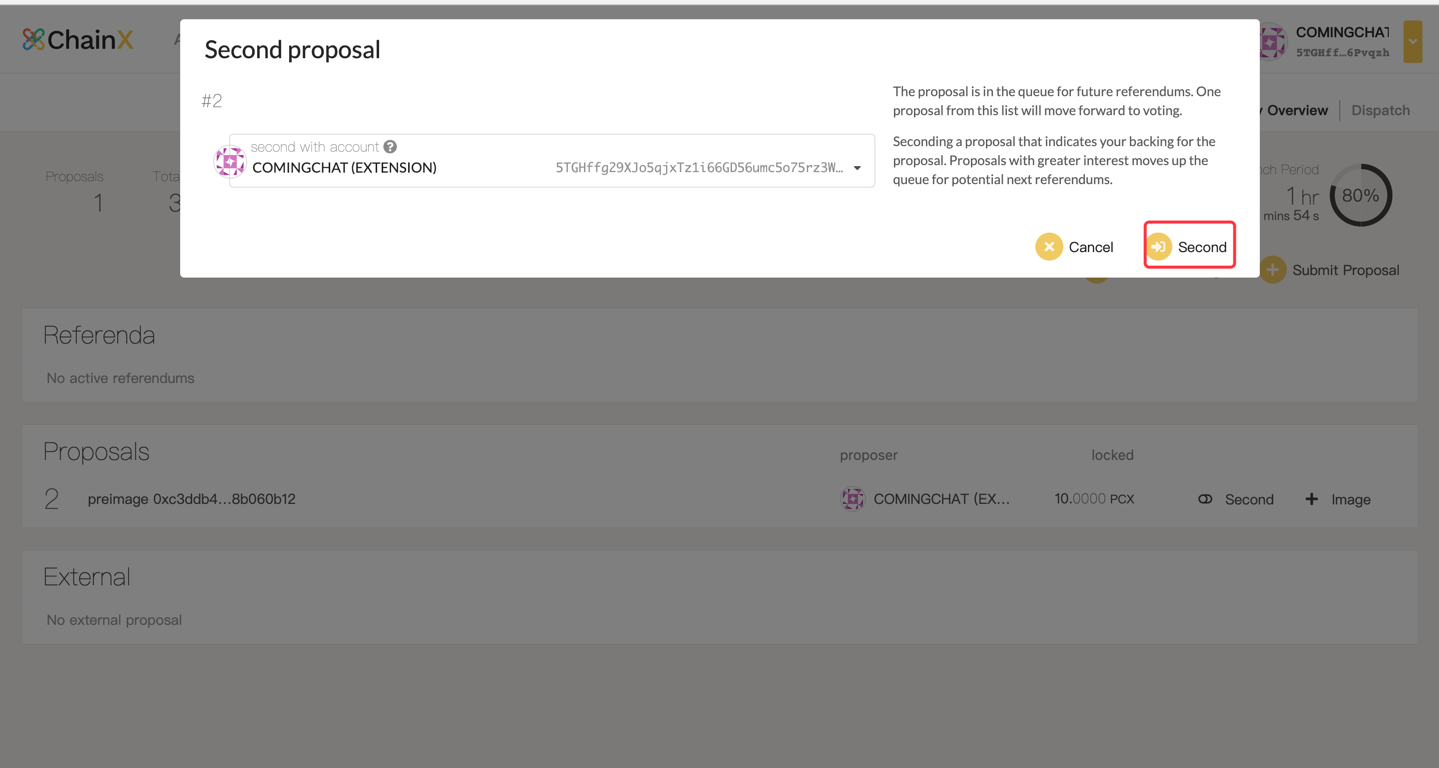 ChainX
Second proposal
COMINGCHAT
5TGHff…6Pvqzh
#2
The proposal is in the queue for future referendums. One
proposal from this list will move forward to voting.
Overview
Dispatch
second with account
COMINGCHAT (EXTENSION)
5TGHffg29XJo5qjxTz1i66GD56umc5o75rz3W…
Seconding a proposal that indicates your backing for the
proposal. Proposals with greater interest moves up the
queue for potential next referendums.
Proposals
1
Tota
3
Period
1 hr
mins 54 s
80%
Cancel
Second
Submit Proposal
Referenda
No active referendums
Proposals
proposer
locked
2
preimage 0xc3ddb4…8b060b12
COMINGCHAT (EX…
10.0000 PCX
Second
Image
External
No external proposal